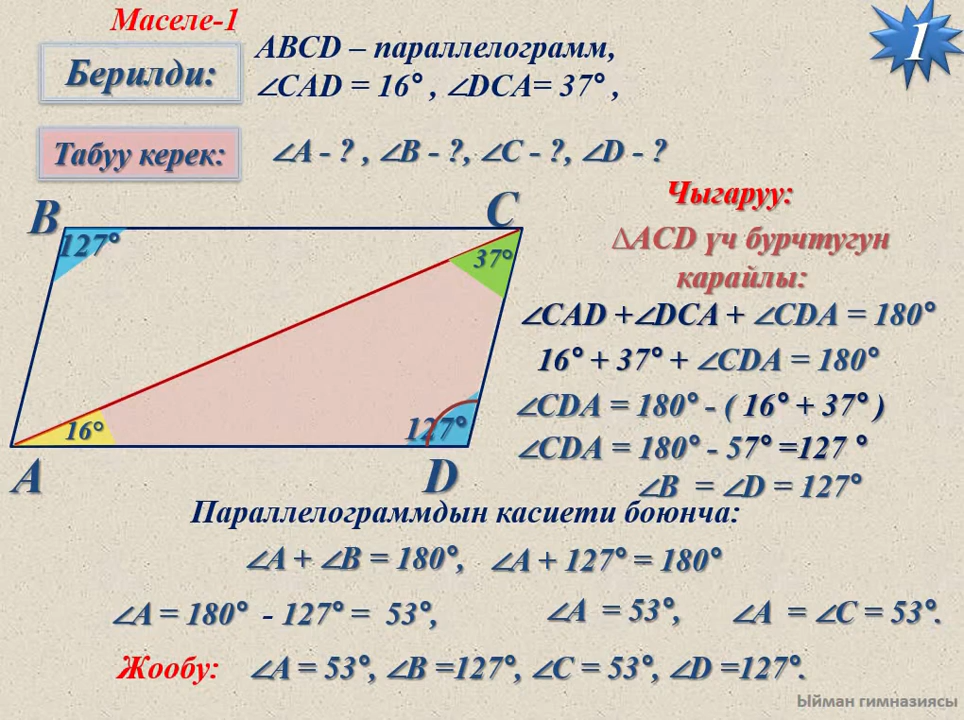 Маселе-1
1
Берилди:
ABCD – параллелограмм,
∠CAD = 16° , ∠DCA= 37° ,
Табуу керек:
∠A - ? , ∠B - ?, ∠C - ?, ∠D - ?
Чыгаруу:
∆ACD үч бурчтугун
карайлы:
∠CAD +∠DCA + ∠CDA = 180°
16° + 37° + ∠CDA = 180°
∠CDA = 180° - ( 16° + 37° )
∠CDA = 180° - 57° =127 °
∠B = ∠D = 127°
B
C
127°
37°
16°
127°
A
D
Параллелограммдын касиети боюнча:
∠A + ∠B = 180°, ∠A + 127° = 180°
∠A = 180° - 127° = 53°, ∠A = 53°, ∠A = ∠C = 53°.
Жообу: ∠A = 53°, ∠B =127°, ∠C = 53°, ∠D =127°.
Ыйман гимназиясы